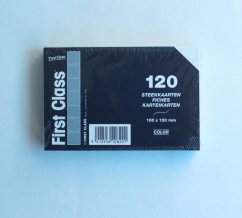 First Class
First Class
120
STEEKKAARTEN
FICHES
KARTEIKARTEN
100 x 150 mm
COLOR